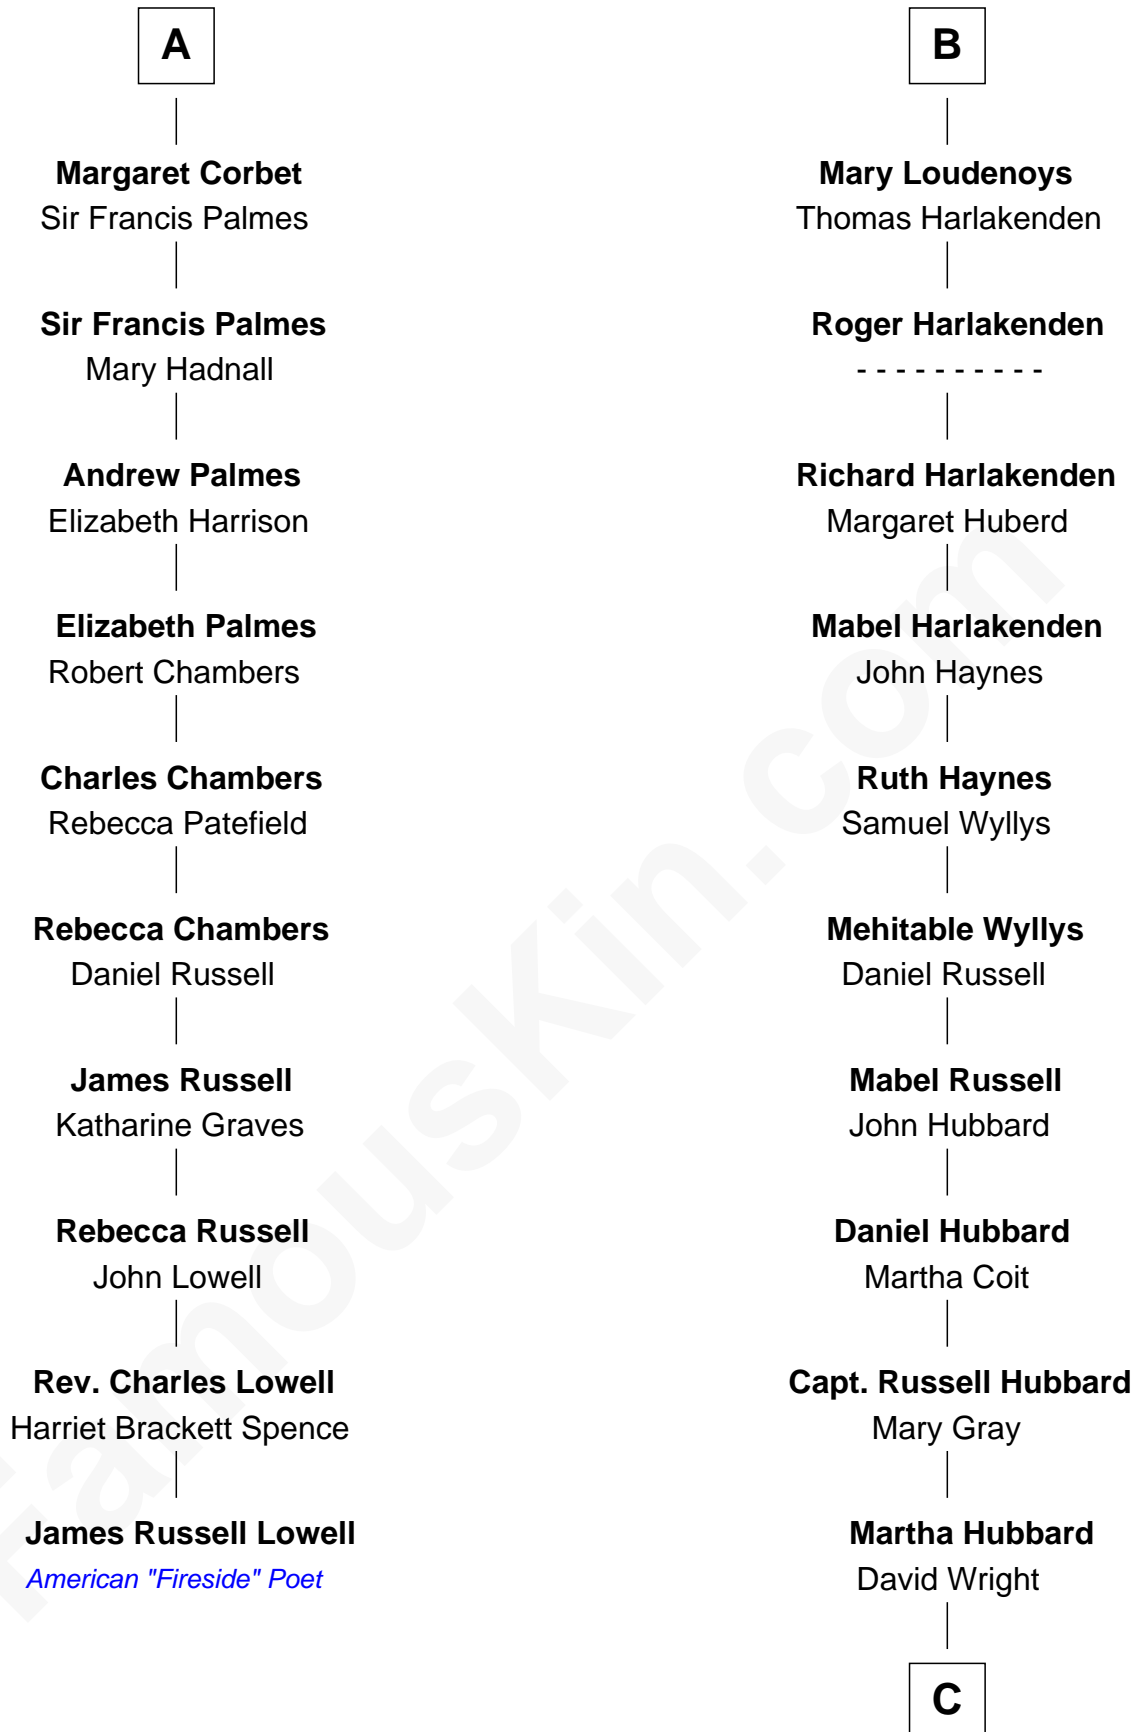 A
Margaret Corbet
Sir Francis Palmes
Sir Francis Palmes
Mary Hadnall
Andrew Palmes
Elizabeth Harrison
Elizabeth Palmes
Robert Chambers
Charles Chambers
Rebecca Patefield
Rebecca Chambers
Daniel Russell
James Russell
Katharine Graves
Rebecca Russell
John Lowell
Rev. Charles Lowell
Harriet Brackett Spence
James Russell Lowell
American "Fireside" Poet
B
Mary Loudenoys
Thomas Harlakenden
Roger Harlakenden
- - - - - - - - - -
Richard Harlakenden
Margaret Huberd
Mabel Harlakenden
John Haynes
Ruth Haynes
Samuel Wyllys
Mehitable Wyllys
Daniel Russell
Mabel Russell
John Hubbard
Daniel Hubbard
Martha Coit
Capt. Russell Hubbard
Mary Gray
Martha Hubbard
David Wright
C
FamousKin.com